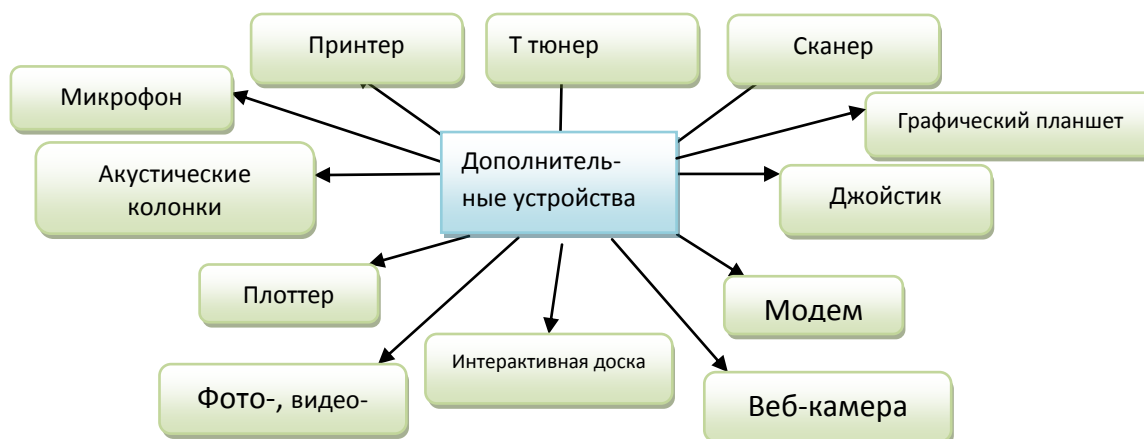 Принтер
Т тюнер
Сканер
Микрофон
Графический планшет
Акустические
колонки
Дополнитель-
ные устройства
Джойстик
Плоттер
Модем
Интерактивная доска
Фото-, видео-
Веб-камера